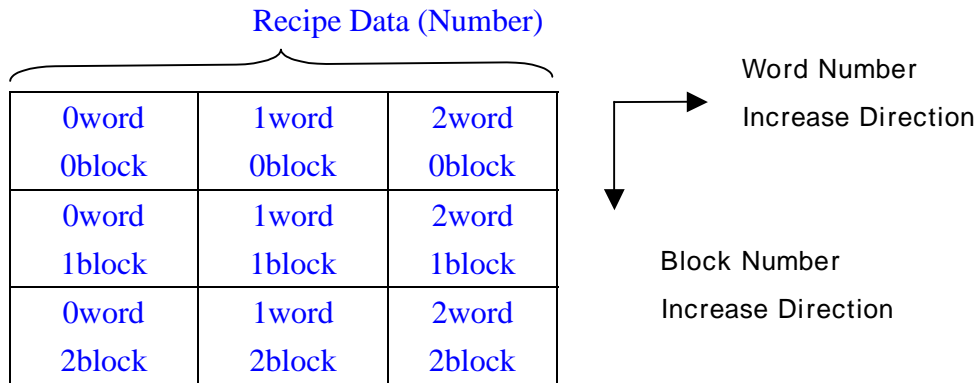 Recipe Data (Number)
Word Number
Increase Direction
0word 1word 2word
0block 0block 0block
0word 1word 2word
1block 1block 1block
Block Number
Increase Direction
0word 1word 2word
2block 2block 2block